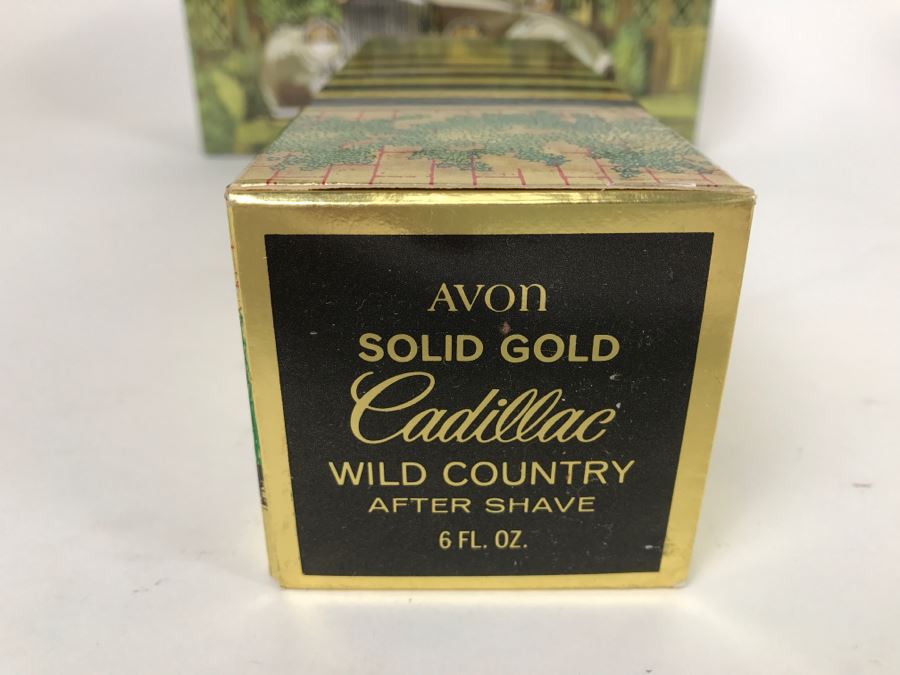 AVON
SOLID GOLD
Cadillac
WILD COUNTRY
AFTER SHAVE
6 FL. OZ.